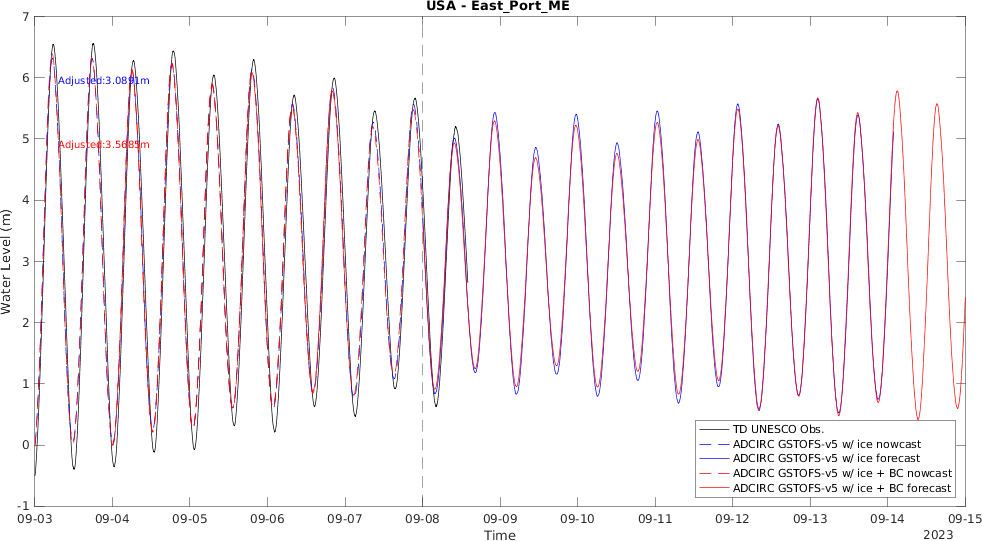 USA - East_Port_ME
7
6
5
4
3
2
1
0
-1
Water Level (m)
Adjusted:3.0891m
Adjusted:3.5685m
TD UNESCO Obs.
ADCIRC GSTOFS-v5 w/ ice nowcast
ADCIRC GSTOFS-v5 w/ ice forecast
ADCIRC GSTOFS-v5 w/ ice + BC nowcast
ADCIRC GSTOFS-v5 w/ ice + BC forecast
09-03 09-04 09-05 09-06 09-07 09-08 09-09 09-10 09-11 09-12 09-13 09-14 09-15
Time
2023